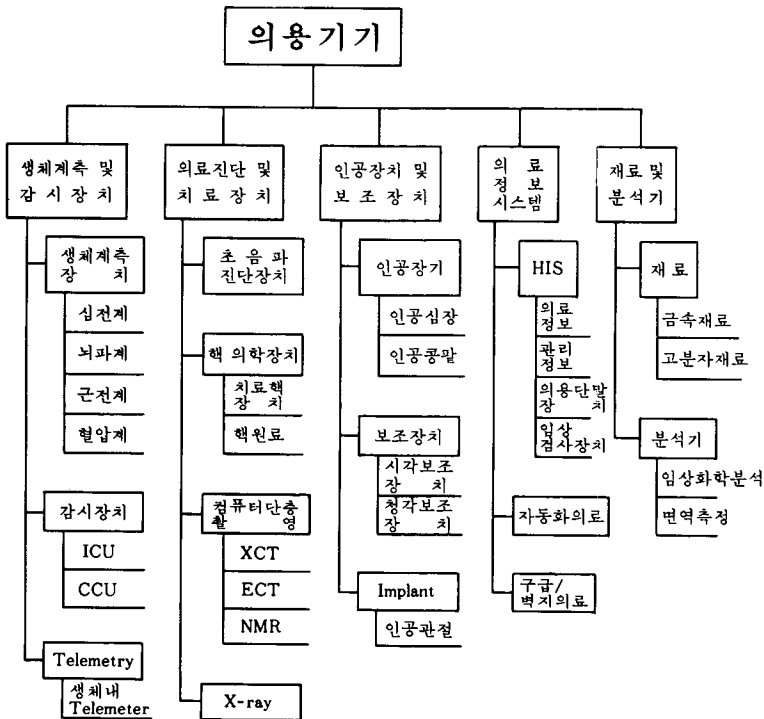 의용기기
생체계측 및
감 시 장 치
생체계측
장 치
심전계
뇌파계
근전계
혈압계
감시장치
ICU
CCU
Telemetry
생체내
Telemeter
의료진단 및
치 료 장 치
초 음 파
진단장치
핵 의학장치
치료핵
장 치
핵원료
컴퓨터단층
촬 영
XCT
ECT
NMR
X-ray
인공장치 및
보 조 장 치
인공장기
인공심장
인공콩팥
보조장치
시각보조
장 치
청각보조
장 치
Implant
인공관절
의 료
정 보
시스템
HIS
의료
정보
관리
정보
의용단말
장 치
임상
검사장치
자동화의료
구급/
벽지의료
재료 및
분석기
재 료
금속재료
고분자재료
분석기
임상화학분석
면역측정